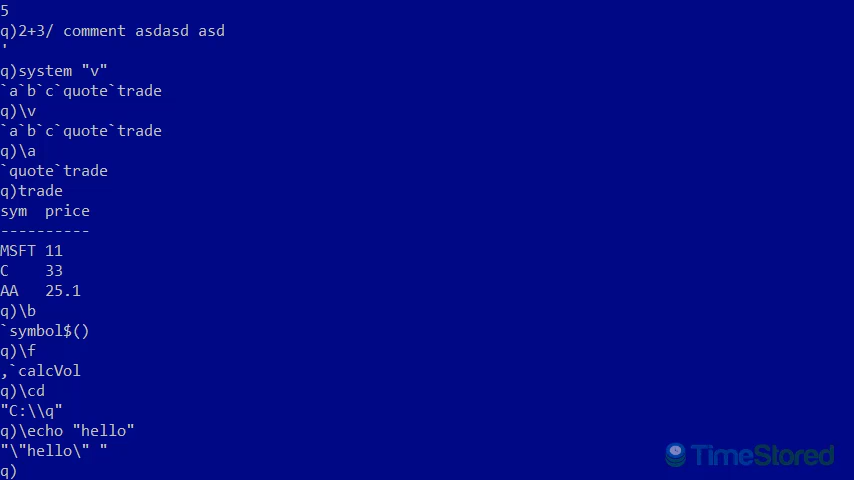 5
q)2+3/ comment asdasd asd
'
q)system "v"
`a`b`c`quote`trade
q)\v
`a`b`c`quote`trade
q)\a
`quote`trade
q)trade
sym  price
----------
MSFT 11
C    33
AA   25.1
q)\b
`symbol$()
q)\f
,`calcVol
q)\cd
"C:\\q"
q)\echo "hello"
"\"hello\" "
q)
TimeStored